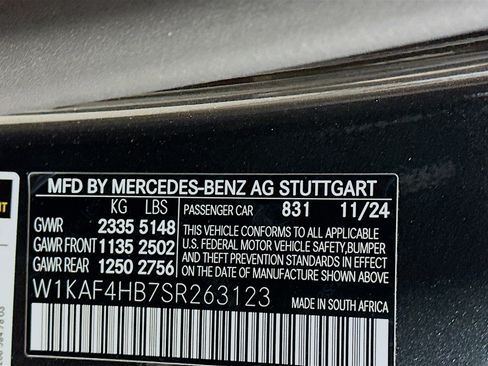 MFD BY MERCEDES-BENZ AG STUTTGART
KG LBS
PASSENGER CAR 831 11/24
GVWR 2335 5148
GAWR FRONT 1135 2502
GAWR REAR 1250 2756
THIS VEHICLE CONFORMS TO ALL APPLICABLE
U.S. FEDERAL MOTOR VEHICLE SAFETY, BUMPER
AND THEFT PREVENTION STANDARDS IN EFFECT
ON THE DATE OF MANUFACTURE SHOWN ABOVE.
W1KAF4HB7SR263123
MADE IN SOUTH AFRICA